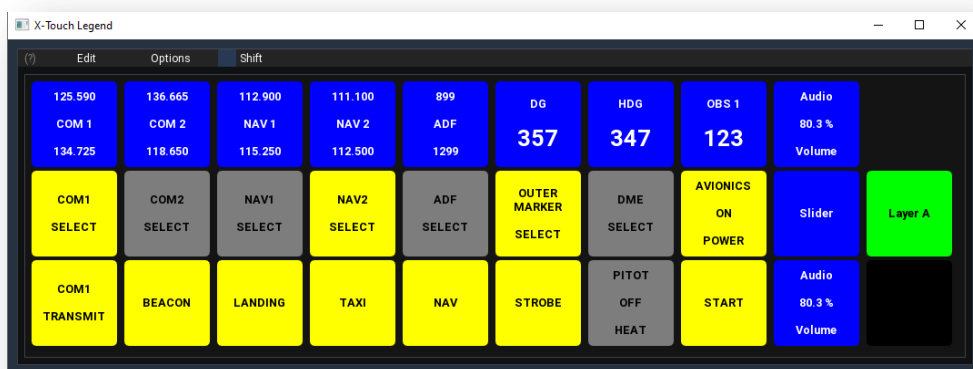 X-Touch Legend
(?) Edit Options Shift
125.590 136.665 112.900 111.100 899 DG HDG OBS 1 Audio
COM 1 COM 2 NAV 1 NAV 2 ADF 357 347 123 80.3 %
134.725 118.650 115.250 112.500 1299 Volume
COM1 COM2 NAV1 NAV2 ADF OUTER MARKER DME AVIONICS Slider Layer A
SELECT SELECT SELECT SELECT SELECT SELECT SELECT ON
POWER
COM1 BEACON LANDING TAXI NAV STROBE PITOT START Audio
TRANSMIT OFF 80.3 %
HEAT Volume